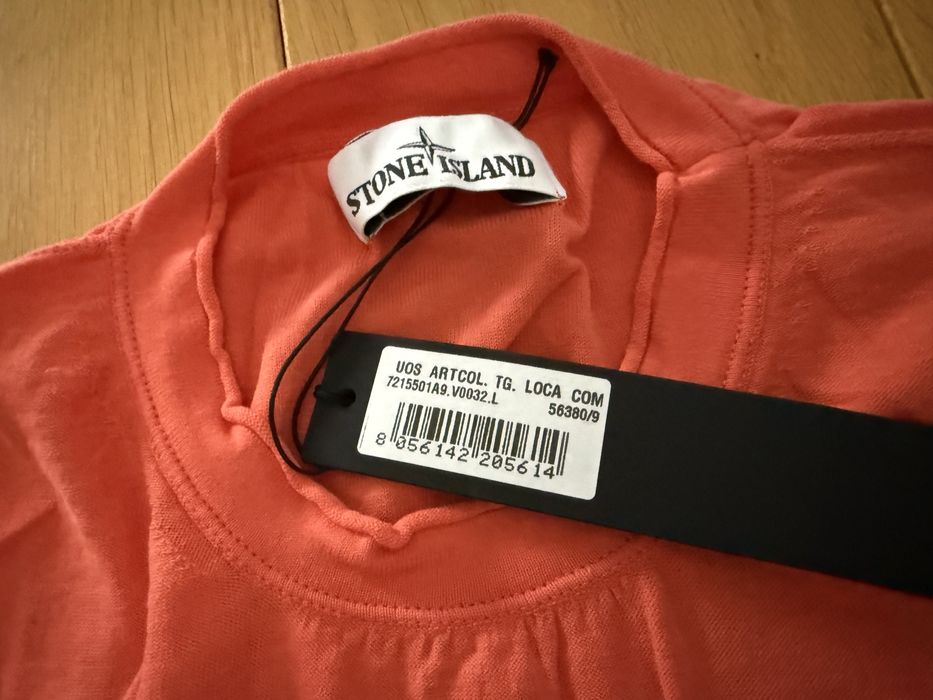 STONE ISLAND
UOS ARTCOL. TG. LOCA COM
7215501A9.V0032.L
56380/9
8 056142 205614